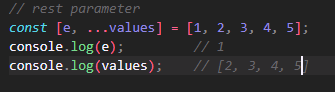 // rest parameter
const [e, ...values] = [1, 2, 3, 4, 5];
console.log(e);          // 1
console.log(values);     // [2, 3, 4, 5]